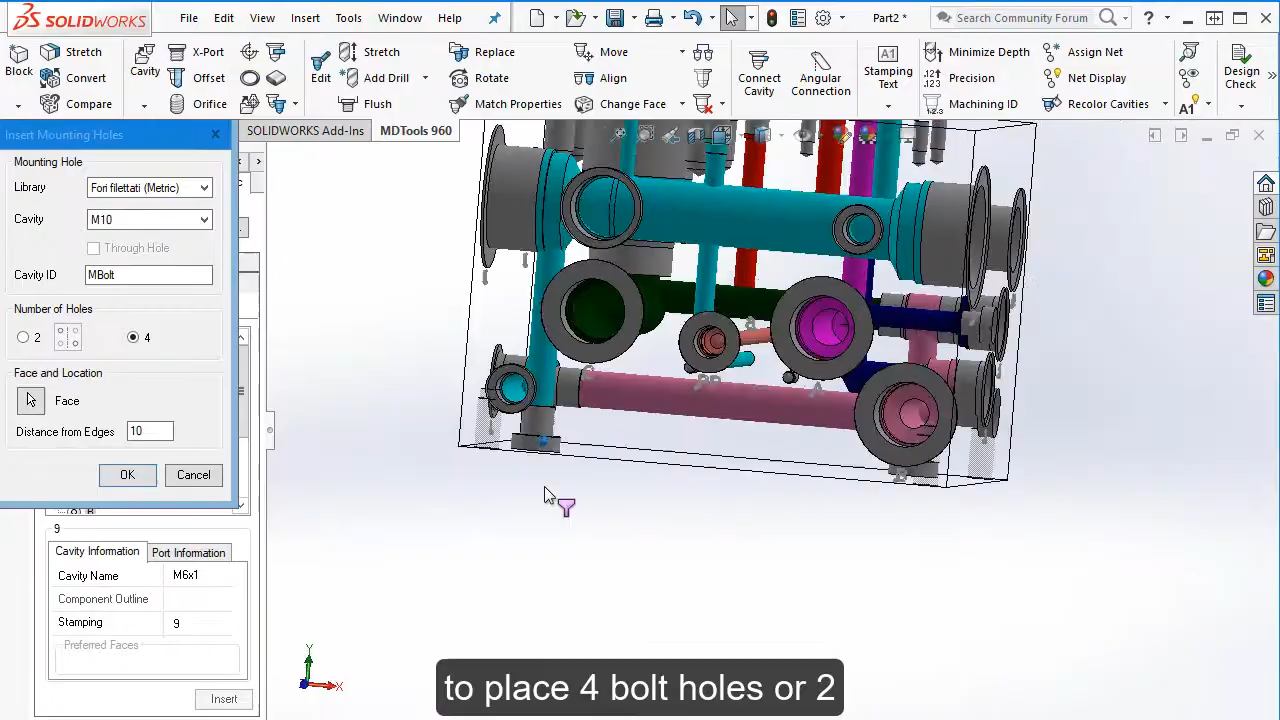 SOLIDWORKS
File Edit View Insert Tools Window Help
Part2 *
Search Community Forum
Block
Stretch
Convert
Compare
Cavity
X-Port
Offset
Orifice
Edit
Stretch
Add Drill
Flush
Replace
Rotate
Match Properties
Move
Align
Change Face
Connect
Cavity
Angular
Connection
Stamping
Text
Minimize Depth
Precision
Machining ID
Assign Net
Net Display
Recolor Cavities
Design
Check
SOLIDWORKS Add-Ins
MDTools 960
Insert Mounting Holes
Mounting Hole
Library
Fori filettati (Metric)
Cavity
M10
Through Hole
Cavity ID
MBolt
Number of Holes
2
4
Face and Location
Face
Distance from Edges
10
OK
Cancel
9
Cavity Information
Port Information
Cavity Name
M6x1
Component Outline
Stamping
9
Preferred Faces
Insert
Y
X
to place 4 bolt holes or 2